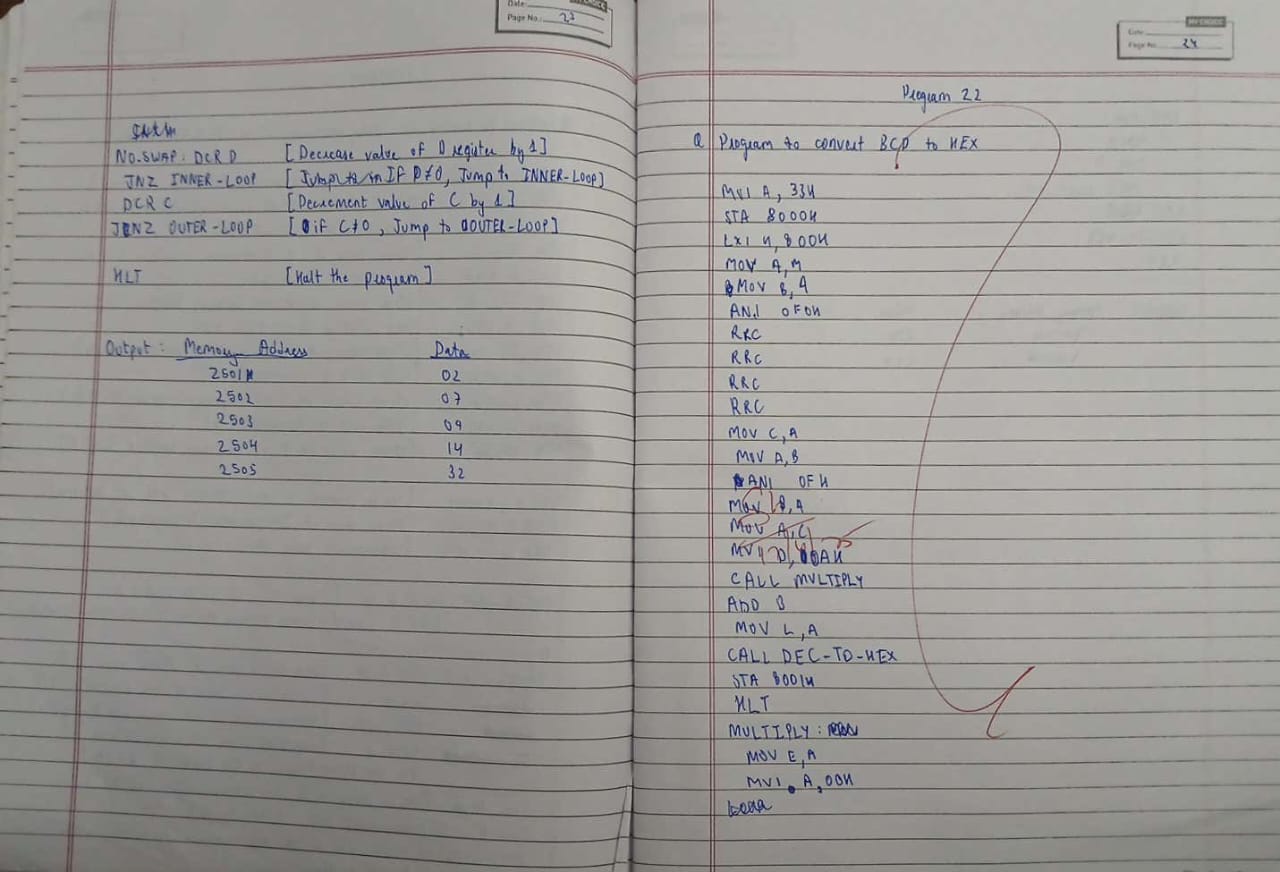 Date:
Page No.: 23
NO-SWAP: DCR D [Decrease value of D register by 1]
JNZ INNER-LOOP [If D≠0, Jump to INNER-LOOP]
DCR C [Decrement value of C by 1]
JNZ OUTER-LOOP [if C≠0, Jump to OUTER-LOOP]
HLT [Halt the program]
Output: Memory Address Data
2501H 02
2502 07
2503 09
2504 14
2505 32
MY CHOICE
Date:
Page No. 24
Program 22
Q Program to convert BCD to HEX
MVI A, 33H
STA 8000H
LXI H, 800H
MOV A, M
MOV B, A
ANI 0F0H
RRC
RRC
RRC
RRC
MOV C, A
MOV A, B
ANI 0FH
MOV B, A
MOV A, C
MVI D, 0AH
CALL MULTIPLY
ADD B
MOV L, A
CALL DEC-TO-HEX
STA 8001H
HLT
MULTIPLY:
MOV E, A
MVI A, 00H